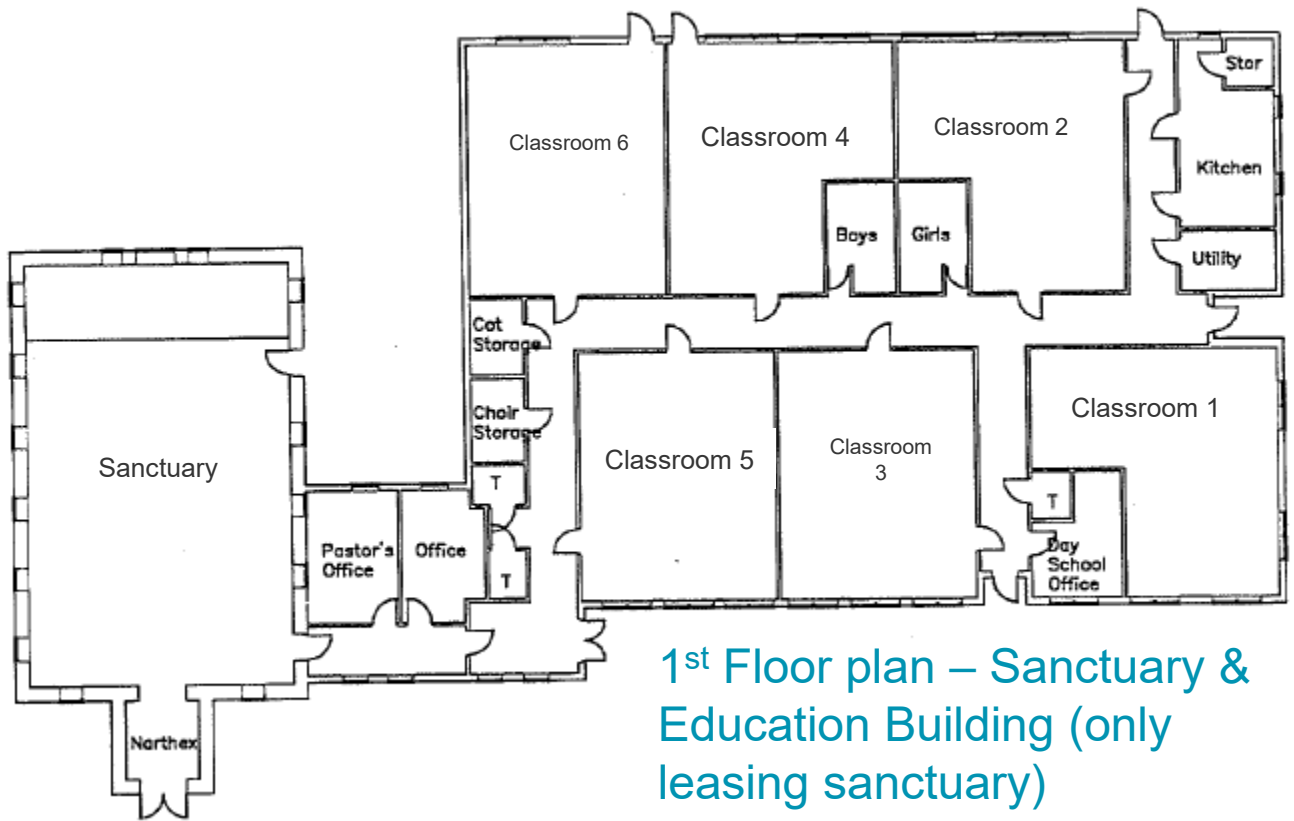 Stor
Classroom 6
Classroom 4
Classroom 2
Kitchen
Boys
Girls
Utility
Cot
Storage
Choir
Storage
Classroom 1
Classroom 5
Classroom
3
Sanctuary
T
T
Pastor's
Office
Office
T
Day
School
Office
Narthex
1st Floor plan – Sanctuary &
Education Building (only
leasing sanctuary)